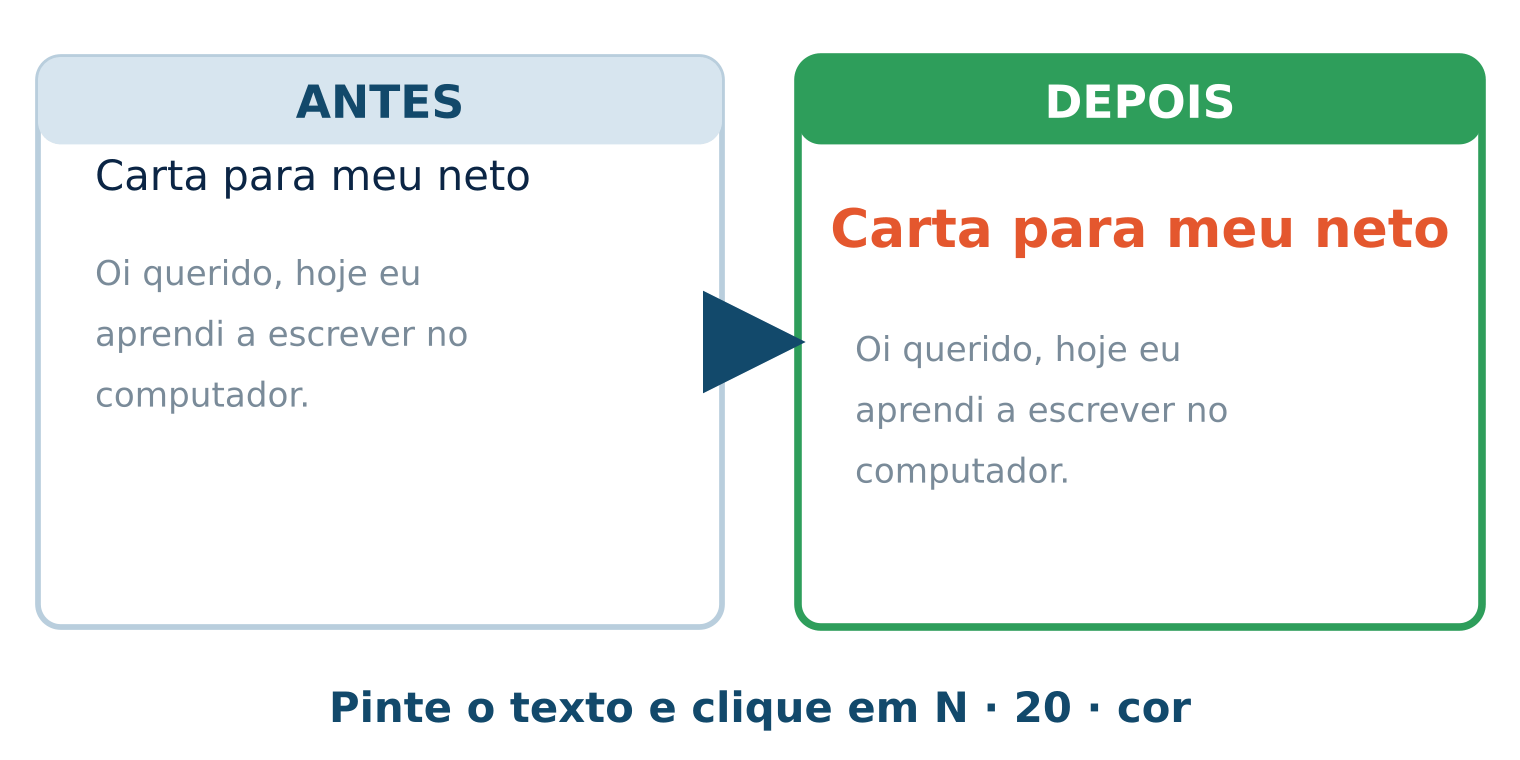 ANTES
Carta para meu neto
Oi querido, hoje eu
aprendi a escrever no
computador.
DEPOIS
Carta para meu neto
Oi querido, hoje eu
aprendi a escrever no
computador.
Pinte o texto e clique em N · 20 · cor